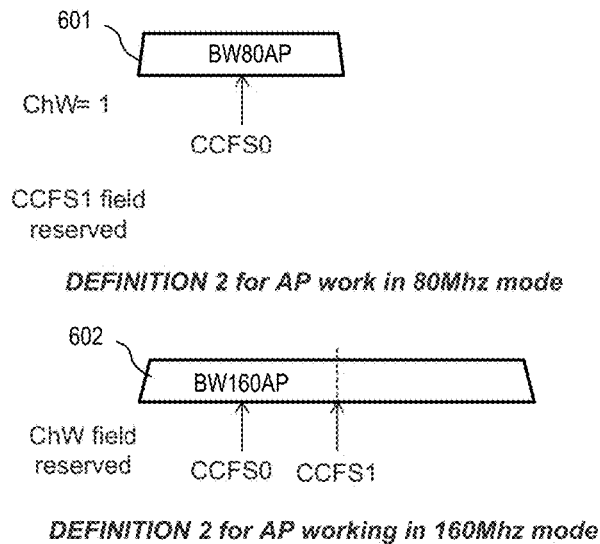 601
BW80AP
ChW= 1
CCFS0
CCFS1 field
reserved
DEFINITION 2 for AP work in 80Mhz mode
602
BW160AP
ChW field
reserved
CCFS0 CCFS1
DEFINITION 2 for AP working in 160Mhz mode